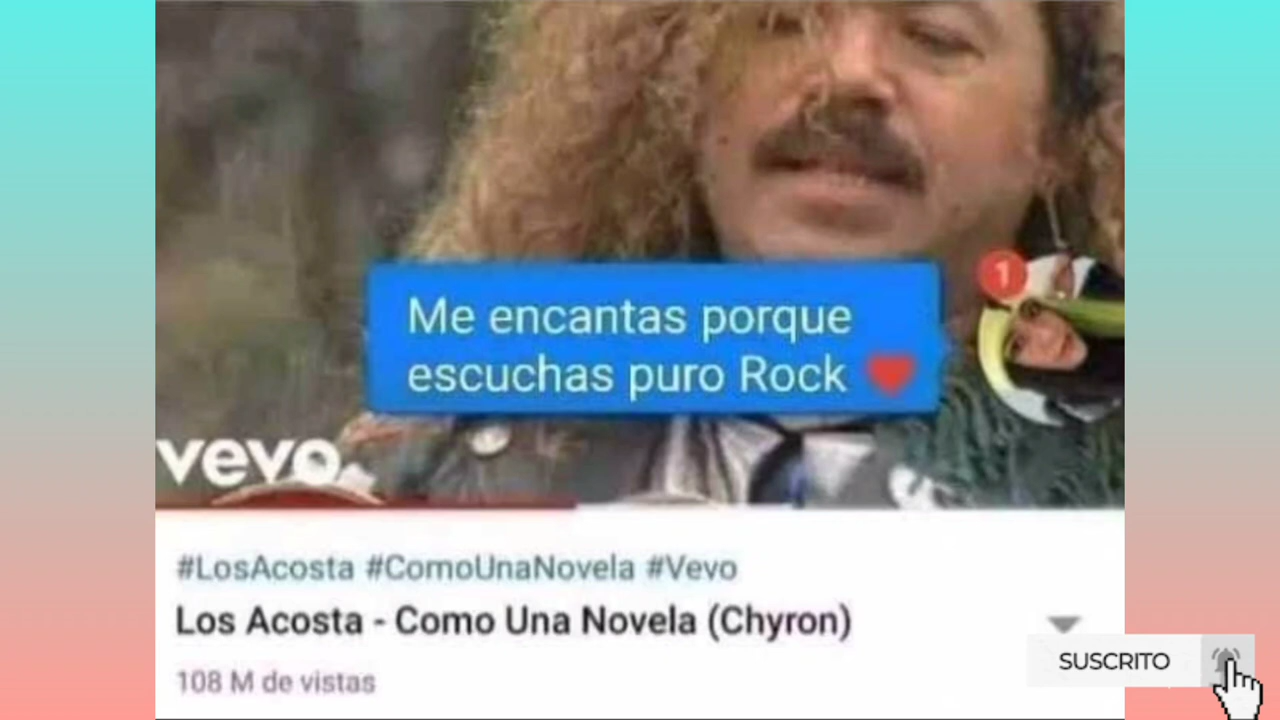 1
Me encantas porque
escuchas puro Rock ❤
vevo
#LosAcosta #ComoUnaNovela #Vevo
Los Acosta - Como Una Novela (Chyron)
108 M de vistas
SUSCRITO